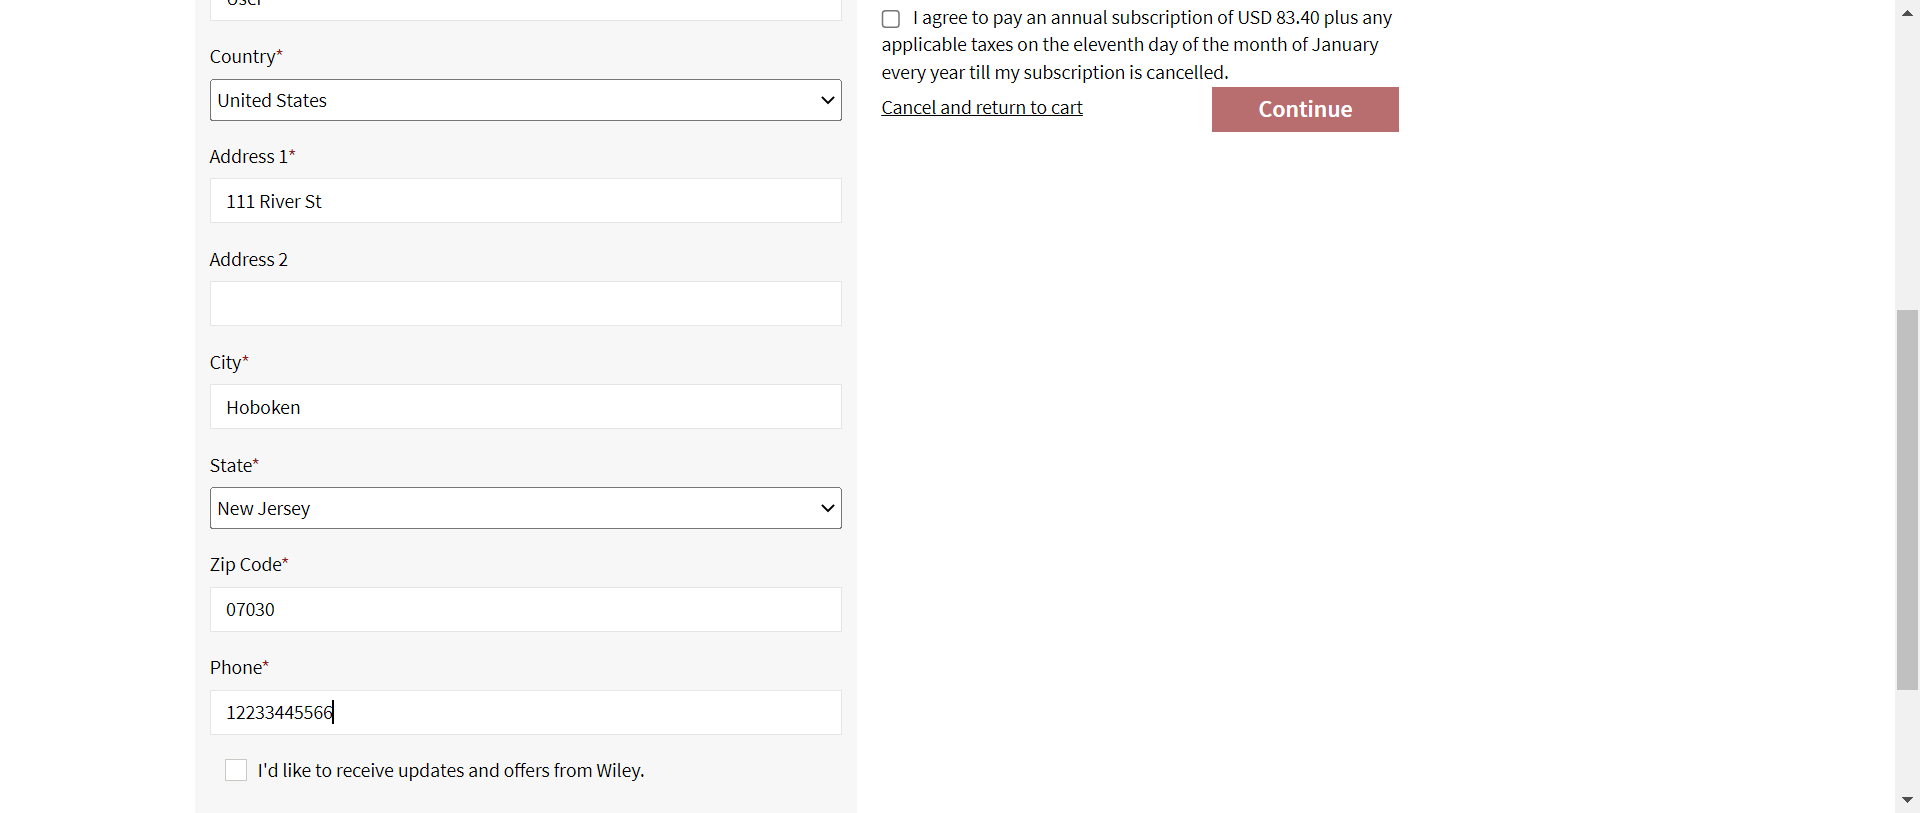 User
Country*
United States
Address 1*
111 River St
Address 2
City*
Hoboken
State*
New Jersey
Zip Code*
07030
Phone*
12233445566
I'd like to receive updates and offers from Wiley.
I agree to pay an annual subscription of USD 83.40 plus any
applicable taxes on the eleventh day of the month of January
every year till my subscription is cancelled.
Cancel and return to cart
Continue